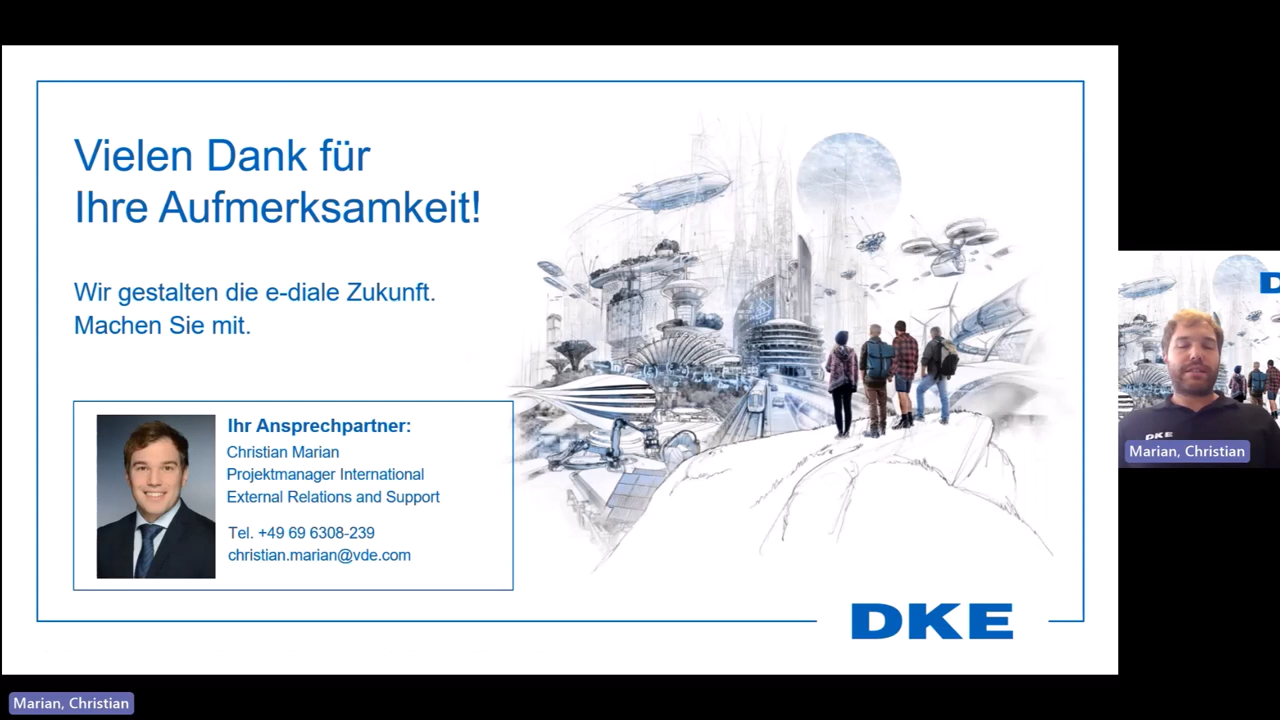 Vielen Dank für
Ihre Aufmerksamkeit!
Wir gestalten die e-diale Zukunft.
Machen Sie mit.
Ihr Ansprechpartner:
Christian Marian
Projektmanager International
External Relations and Support
Tel. +49 69 6308-239
christian.marian@vde.com
DKE
D
DKE
Marian, Christian
Marian, Christian